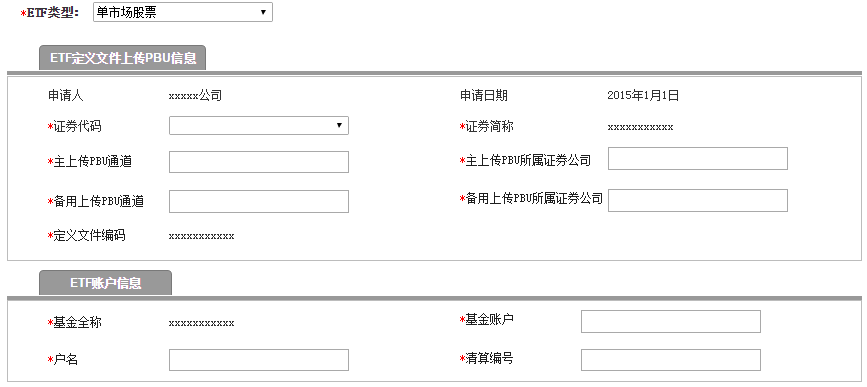 *ETF类型: 单市场股票
ETF定义文件上传PBU信息
申请人 xxxxx公司 申请日期 2015年1月1日
*证券代码 *证券简称 xxxxxxxxxxx
*主上传PBU通道 *主上传PBU所属证劵公司
*备用上传PBU通道 *备用上传PBU所属证劵公司
*定义文件编码 xxxxxxxxxxx
ETF账户信息
*基金全称 xxxxxxxxxxx *基金账户
*户名 *清算编号